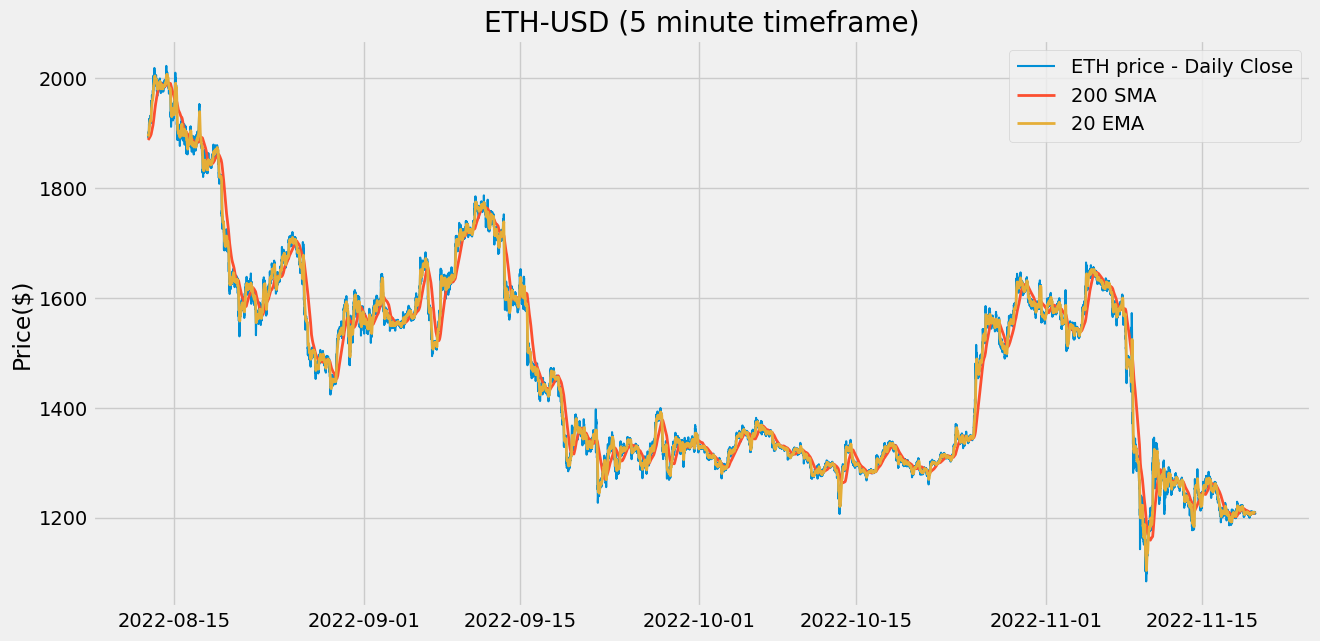 ETH-USD (5 minute timeframe)
ETH price - Daily Close
200 SMA
20 EMA
Price($)
2000
1800
1600
1400
1200
2022-08-15
2022-09-01
2022-09-15
2022-10-01
2022-10-15
2022-11-01
2022-11-15